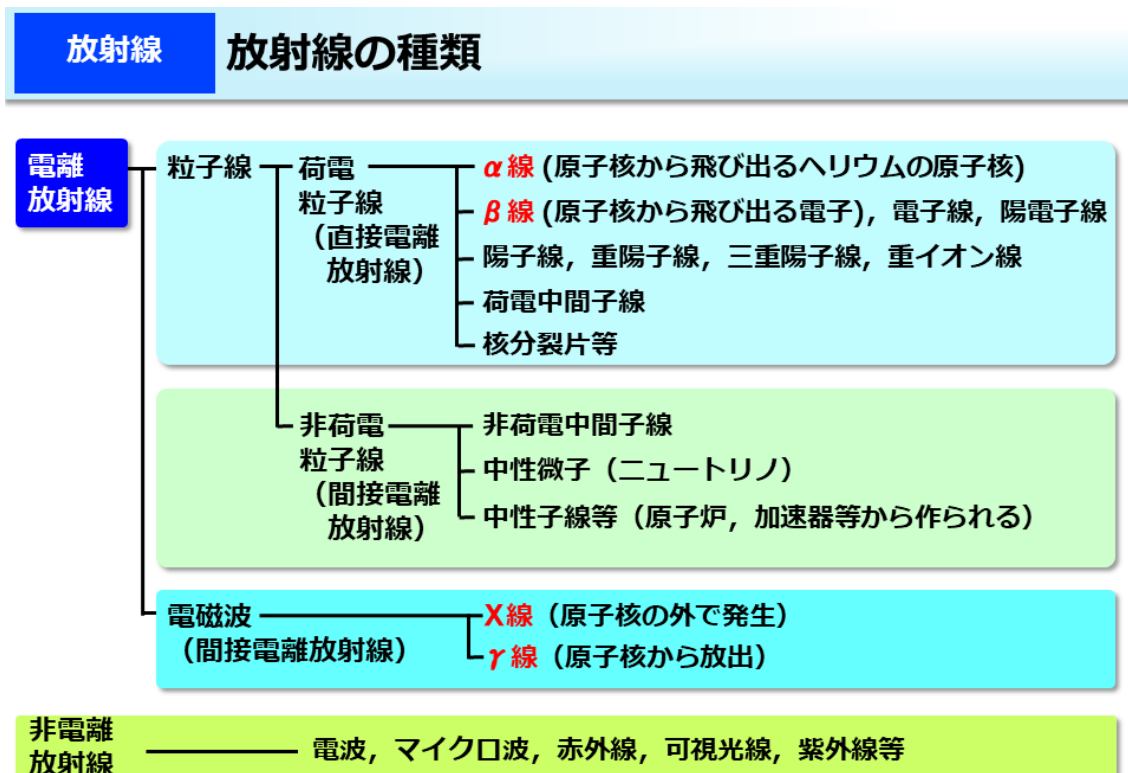 放射線
放射線の種類
電離
放射線
粒子線
荷電
粒子線
（直接電離
放射線）
α線 (原子核から飛び出るヘリウムの原子核)
β線 (原子核から飛び出る電子)，電子線，陽電子線
陽子線，重陽子線，三重陽子線，重イオン線
荷電中間子線
核分裂片等
非荷電
粒子線
（間接電離
放射線）
非荷電中間子線
中性微子（ニュートリノ）
中性子線等（原子炉，加速器等から作られる）
電磁波
（間接電離放射線）
X線（原子核の外で発生）
γ線（原子核から放出）
非電離
放射線
電波，マイクロ波，赤外線，可視光線，紫外線等